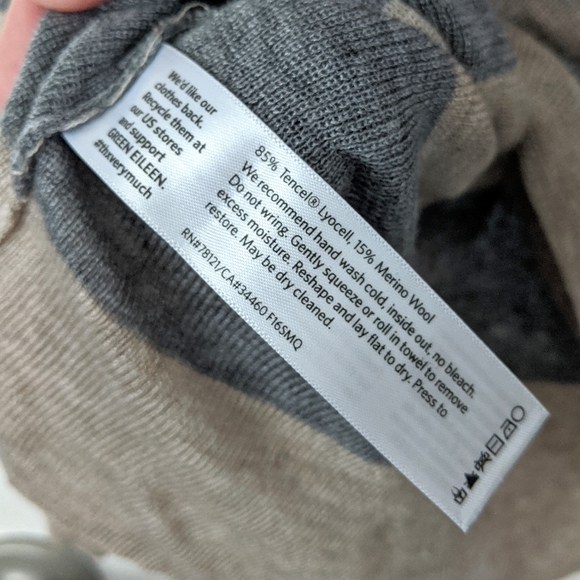 We'd like our
clothes back.
Recycle them at
our US stores
and support
GREEN EILEEN.
#thxverymuch
85% Tencel® Lyocell, 15% Merino Wool
We recommend hand wash cold, inside out, no bleach.
Do not wring. Gently squeeze or roll in towel to remove
excess moisture. Reshape and lay flat to dry. Press to
restore. May be dry cleaned.
RN#78121/CA#34460 F16SMQ